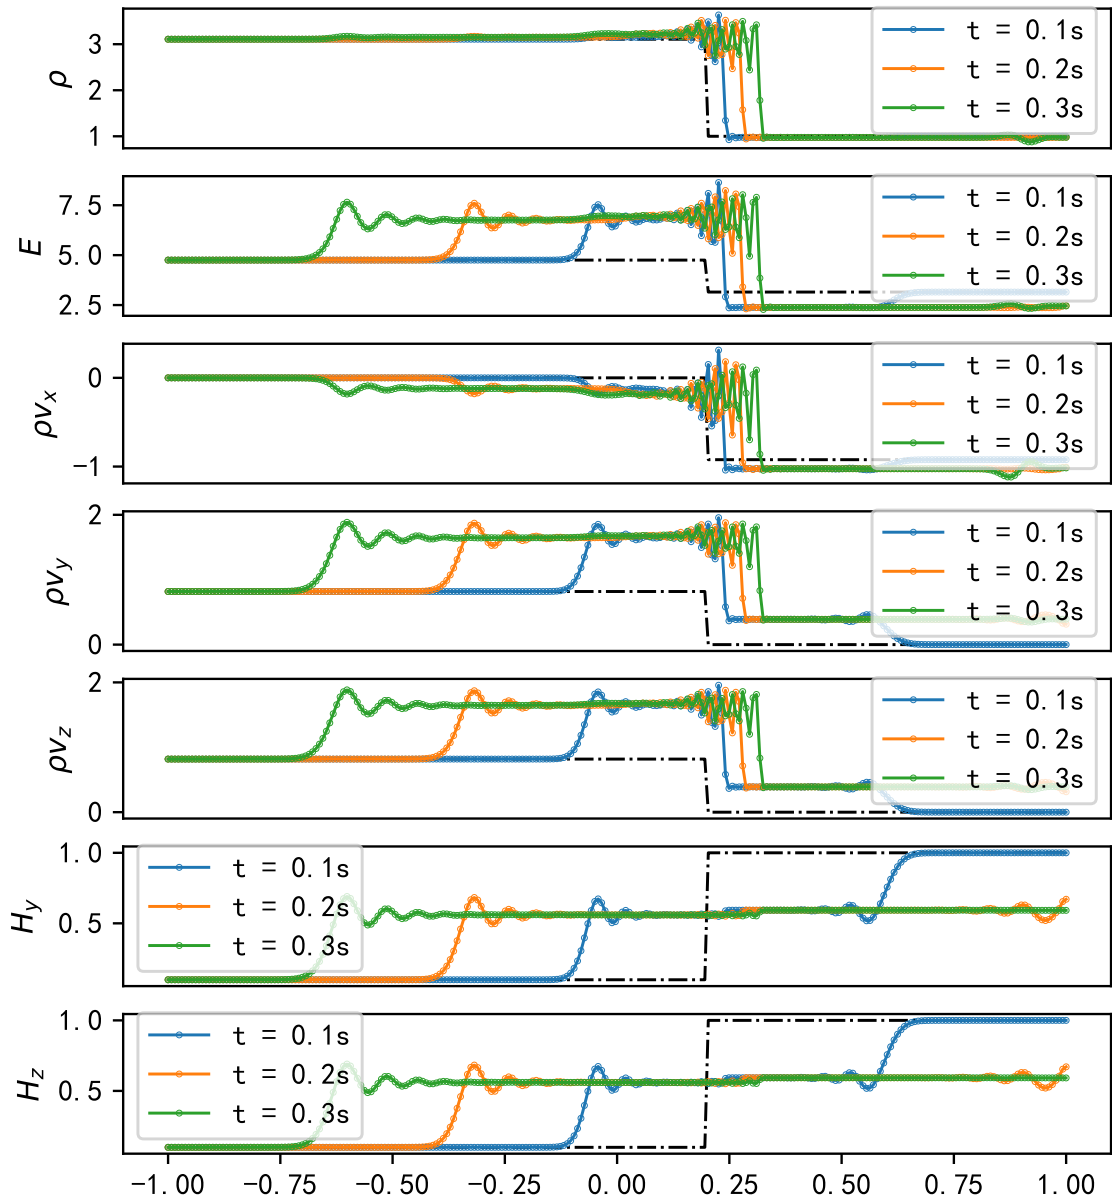 3
2
1
ρ
t = 0.1s
t = 0.2s
t = 0.3s
7.5
5.0
2.5
E
t = 0.1s
t = 0.2s
t = 0.3s
0
−1
ρvₓ
t = 0.1s
t = 0.2s
t = 0.3s
2
0
ρv_y
t = 0.1s
t = 0.2s
t = 0.3s
2
0
ρv_z
t = 0.1s
t = 0.2s
t = 0.3s
1.0
0.5
H_y
t = 0.1s
t = 0.2s
t = 0.3s
1.0
0.5
H_z
t = 0.1s
t = 0.2s
t = 0.3s
−1.00 −0.75 −0.50 −0.25 0.00 0.25 0.50 0.75 1.00